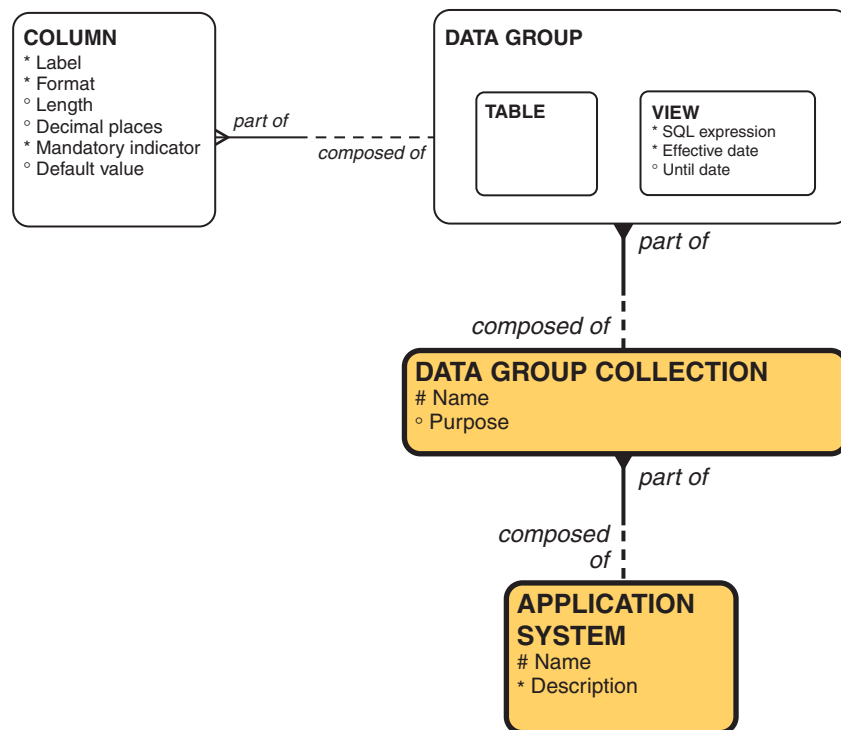 COLUMN
* Label
* Format
° Length
° Decimal places
* Mandatory indicator
° Default value
part of
composed of
DATA GROUP
TABLE
VIEW
* SQL expression
* Effective date
° Until date
part of
composed of
DATA GROUP COLLECTION
# Name
° Purpose
part of
composed
of
APPLICATION
SYSTEM
# Name
* Description